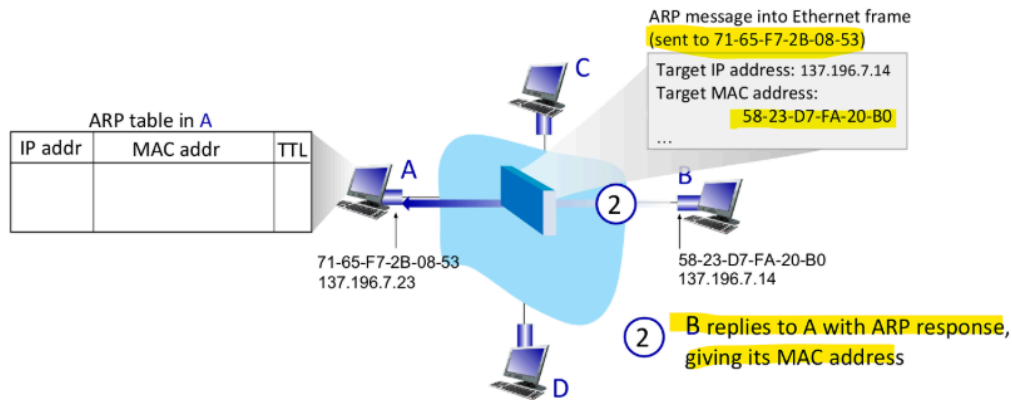 ARP message into Ethernet frame
(sent to 71-65-F7-2B-08-53)
Target IP address: 137.196.7.14
Target MAC address:
58-23-D7-FA-20-B0
...
C
ARP table in A
IP addr MAC addr TTL
A
B
2
71-65-F7-2B-08-53
137.196.7.23
58-23-D7-FA-20-B0
137.196.7.14
2 B replies to A with ARP response,
giving its MAC address
D